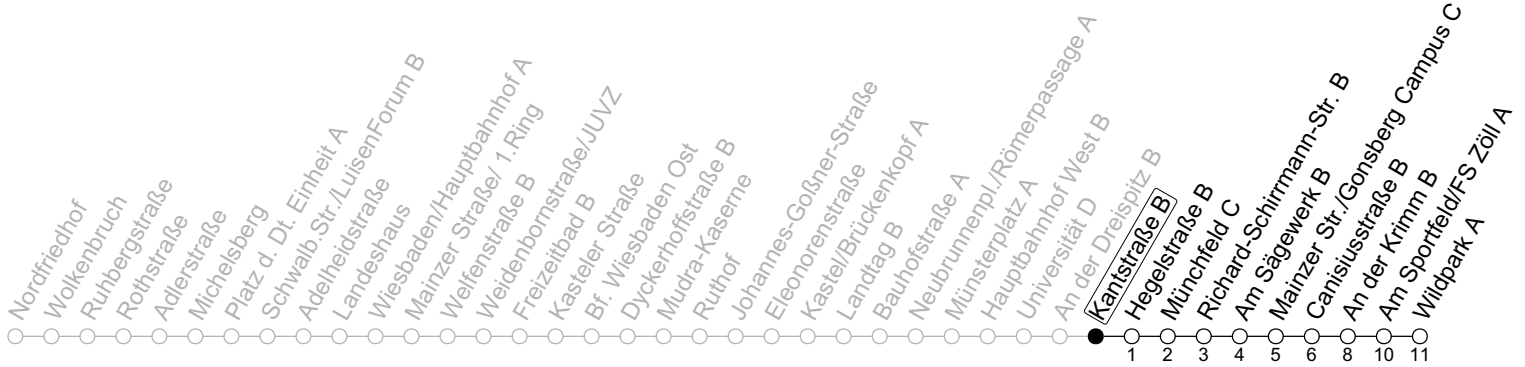 Nordfriedhof
Wolkenbruch
Ruhbergstraße
Rothstraße
Adlerstraße
Michelsberg
Platz d. Dt. Einheit A
Schwalb.Str./LuisenForum B
Adelheidstraße
Landeshaus
Wiesbaden/Hauptbahnhof A
Mainzer Straße/ 1.Ring
Welfenstraße B
Weidenbornstraße/JUVZ
Freizeitbad B
Kasteler Straße
Bf. Wiesbaden Ost
Dyckerhoffstraße B
Mudra-Kaserne
Ruthof
Johannes-Goßner-Straße
Eleonorenstraße
Kastel/Brückenkopf A
Landtag B
Bauhofstraße A
Neubrunnenpl./Römerpassage A
Münsterplatz A
Hauptbahnhof West B
Universität D
An der Dreispitz B
Kantstraße B
Hegelstraße B
Münchfeld C
Richard-Schirrmann-Str. B
Am Sägewerk B
Mainzer Str./Gonsberg Campus C
Canisiusstraße B
An der Krimm B
Am Sportfeld/FS Zöll A
Wildpark A
1 2 3 4 5 6 8 10 11